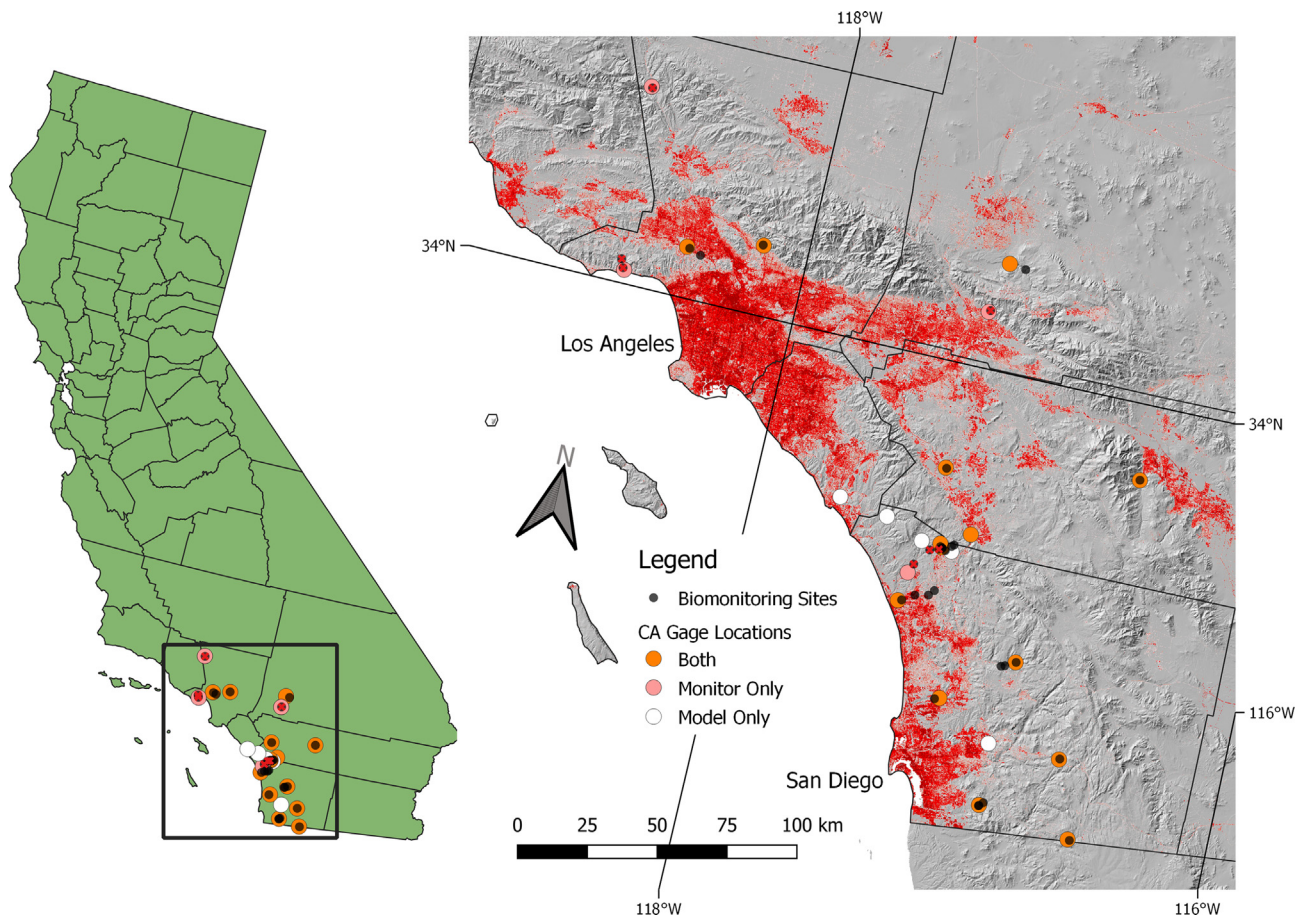 118°W
34°N
Los Angeles
34°N
N
Legend
Biomonitoring Sites
CA Gage Locations
Both
Monitor Only
Model Only
116°W
San Diego
0 25 50 75 100 km
118°W
116°W